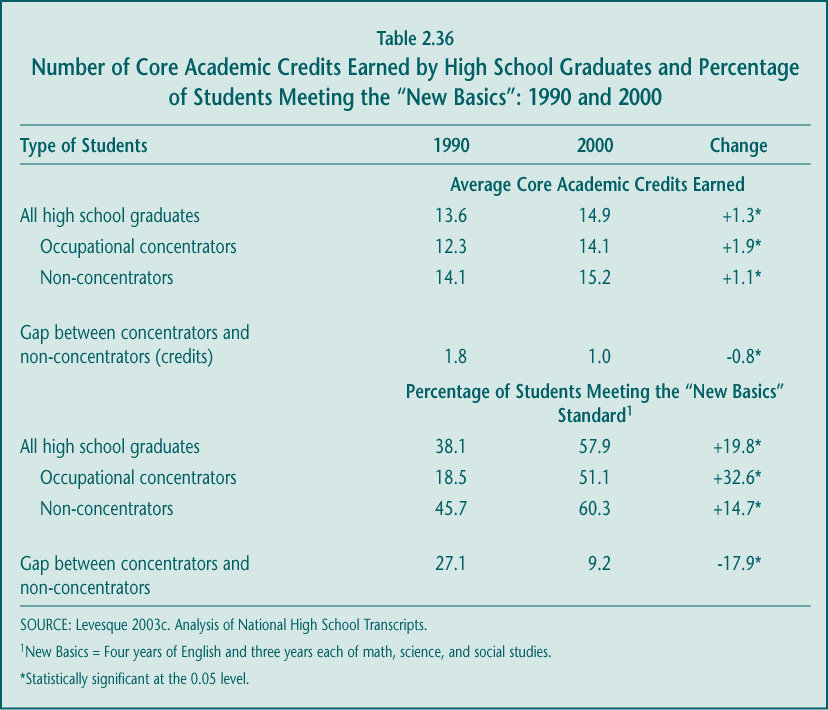 Table 2.36
Number of Core Academic Credits Earned by High School Graduates and Percentage
of Students Meeting the “New Basics”: 1990 and 2000
Type of Students 1990 2000 Change
Average Core Academic Credits Earned
All high school graduates 13.6 14.9 +1.3*
Occupational concentrators 12.3 14.1 +1.9*
Non-concentrators 14.1 15.2 +1.1*
Gap between concentrators and
non-concentrators (credits) 1.8 1.0 -0.8*
Percentage of Students Meeting the “New Basics”
Standard1
All high school graduates 38.1 57.9 +19.8*
Occupational concentrators 18.5 51.1 +32.6*
Non-concentrators 45.7 60.3 +14.7*
Gap between concentrators and 27.1 9.2 -17.9*
non-concentrators
SOURCE: Levesque 2003c. Analysis of National High School Transcripts.
1New Basics = Four years of English and three years each of math, science, and social studies.
*Statistically significant at the 0.05 level.